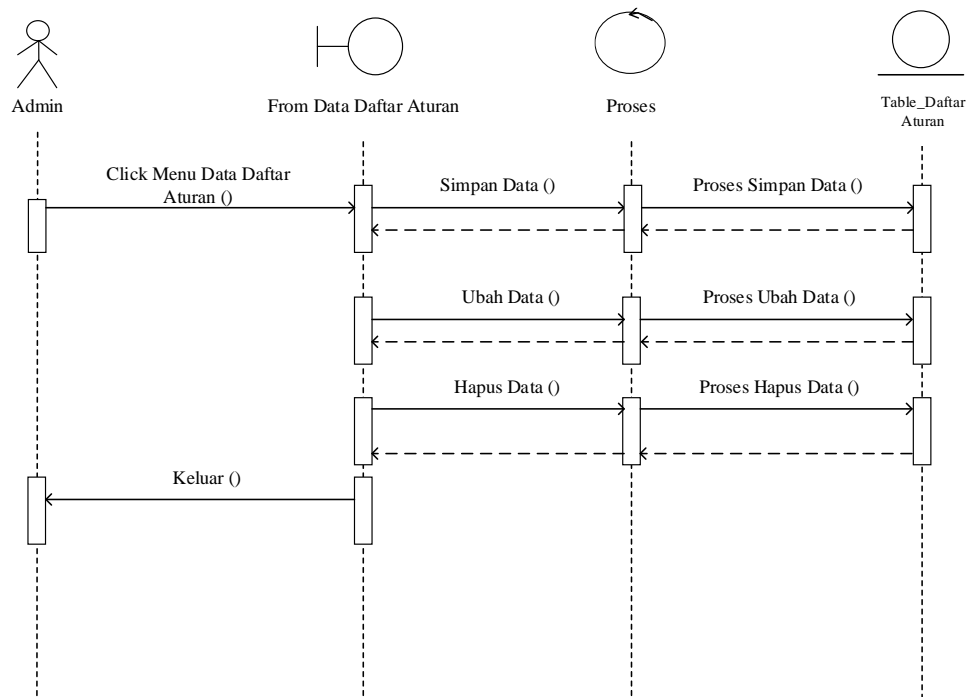 Admin
From Data Daftar Aturan
Proses
Table_Daftar
Aturan
Click Menu Data Daftar
Aturan ()
Simpan Data ()
Proses Simpan Data ()
Ubah Data ()
Proses Ubah Data ()
Hapus Data ()
Proses Hapus Data ()
Keluar ()